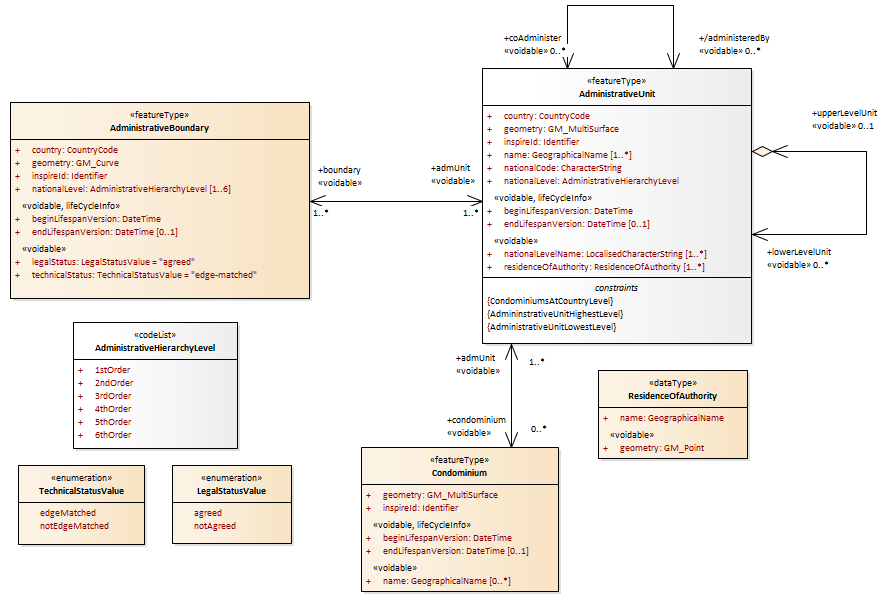 +coAdminister
«voidable» 0..*
+/administeredBy
«voidable» 0..*
«featureType»
AdministrativeUnit
+ country: CountryCode
+ geometry: GM_MultiSurface
+ inspireId: Identifier
+ name: GeographicalName [1..*]
+ nationalCode: CharacterString
+ nationalLevel: AdministrativeHierarchyLevel
«voidable, lifeCycleInfo»
+ beginLifespanVersion: DateTime
+ endLifespanVersion: DateTime [0..1]
«voidable»
+ nationalLevelName: LocalisedCharacterString [1..*]
+ residenceOfAuthority: ResidenceOfAuthority [1..*]
constraints
{CondominiumsAtCountryLevel}
{AdmininstrativeUnitHighestLevel}
{AdministrativeUnitLowestLevel}
+upperLevelUnit
«voidable» 0..1
+lowerLevelUnit
«voidable» 0..*
«featureType»
AdministrativeBoundary
+ country: CountryCode
+ geometry: GM_Curve
+ inspireId: Identifier
+ nationalLevel: AdministrativeHierarchyLevel [1..6]
«voidable, lifeCycleInfo»
+ beginLifespanVersion: DateTime
+ endLifespanVersion: DateTime [0..1]
«voidable»
+ legalStatus: LegalStatusValue = "agreed"
+ technicalStatus: TechnicalStatusValue = "edge-matched"
+boundary
«voidable»
1..*
+admUnit
«voidable»
1..*
«codeList»
AdministrativeHierarchyLevel
+ 1stOrder
+ 2ndOrder
+ 3rdOrder
+ 4thOrder
+ 5thOrder
+ 6thOrder
+admUnit
«voidable»
1..*
+condominium
«voidable»
0..*
«dataType»
ResidenceOfAuthority
+ name: GeographicalName
«voidable»
+ geometry: GM_Point
«enumeration»
TechnicalStatusValue
edgeMatched
notEdgeMatched
«enumeration»
LegalStatusValue
agreed
notAgreed
«featureType»
Condominium
+ geometry: GM_MultiSurface
+ inspireId: Identifier
«voidable, lifeCycleInfo»
+ beginLifespanVersion: DateTime
+ endLifespanVersion: DateTime [0..1]
«voidable»
+ name: GeographicalName [0..*]